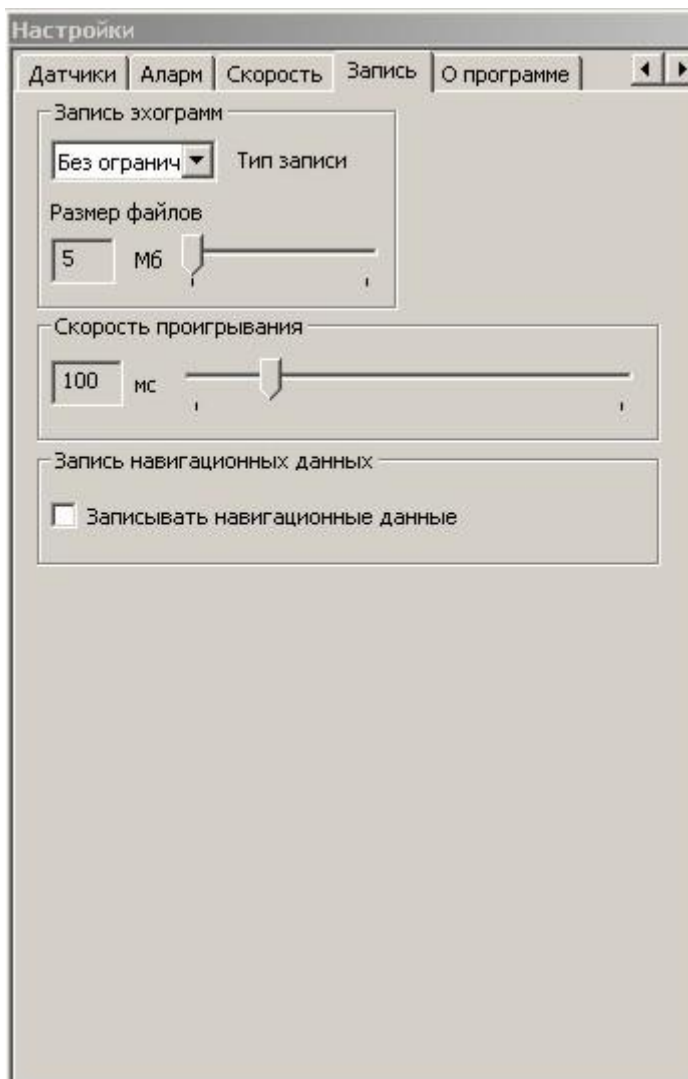 Настройки
Датчики Аларм Скорость Запись О программе
Запись эхограмм
Без огранич Тип записи
Размер файлов
5 Мб
Скорость проигрывания
100 мс
Запись навигационных данных
Записывать навигационные данные